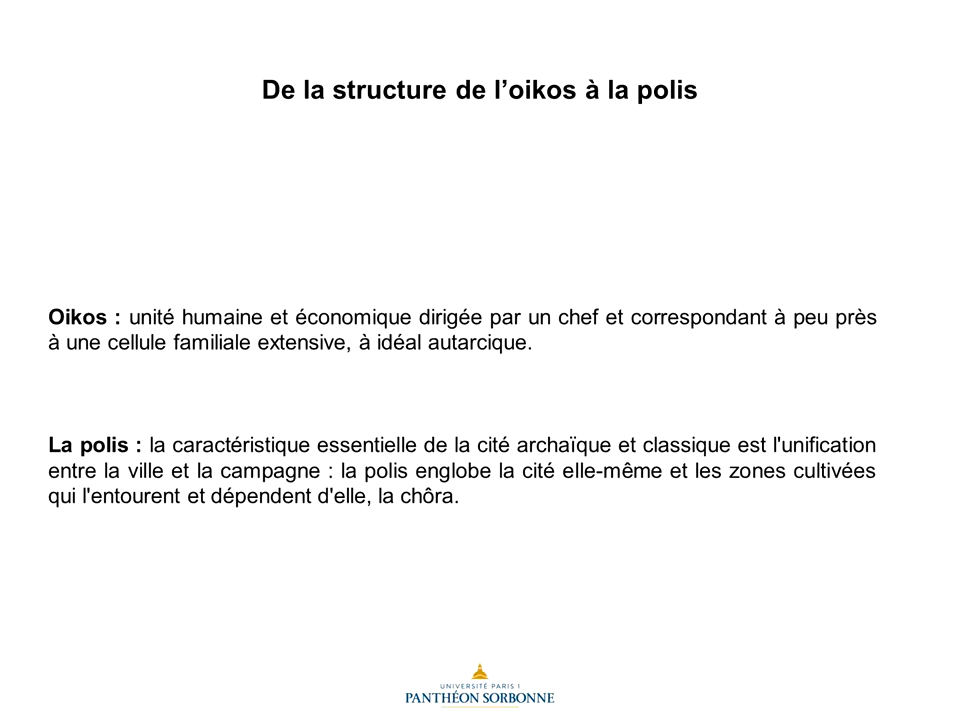 De la structure de l’oikos à la polis
Oikos : unité humaine et économique dirigée par un chef et correspondant à peu près
à une cellule familiale extensive, à idéal autarcique.
La polis : la caractéristique essentielle de la cité archaïque et classique est l'unification
entre la ville et la campagne : la polis englobe la cité elle-même et les zones cultivées
qui l'entourent et dépendent d'elle, la chôra.
UNIVERSITÉ PARIS 1
PANTHÉON SORBONNE